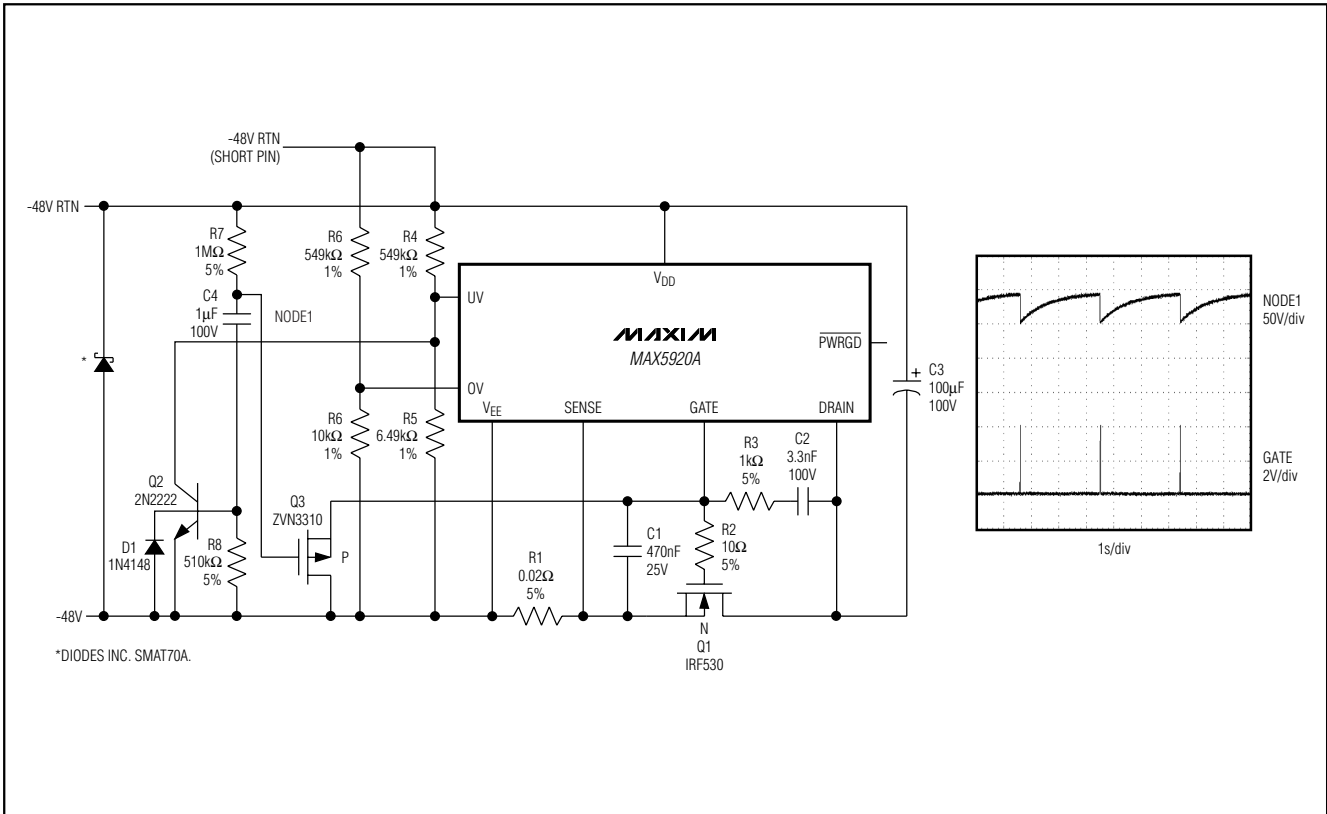 -48V RTN
(SHORT PIN)
-48V RTN
R7
1MΩ
5%
R6
549kΩ
1%
R4
549kΩ
1%
VDD
C4
1µF
100V
NODE1
UV
MAXIM
MAX5920A
PWRGD
*
OV
VEE
SENSE
GATE
DRAIN
C3
+
100µF
100V
R6
10kΩ
1%
R5
6.49kΩ
1%
Q2
2N2222
Q3
ZVN3310
P
R3
1kΩ
5%
C2
3.3nF
100V
D1
1N4148
R8
510kΩ
5%
R1
0.02Ω
5%
C1
470nF
25V
R2
10Ω
5%
-48V
N
Q1
IRF530
*DIODES INC. SMAT70A.
NODE1
50V/div
GATE
2V/div
1s/div